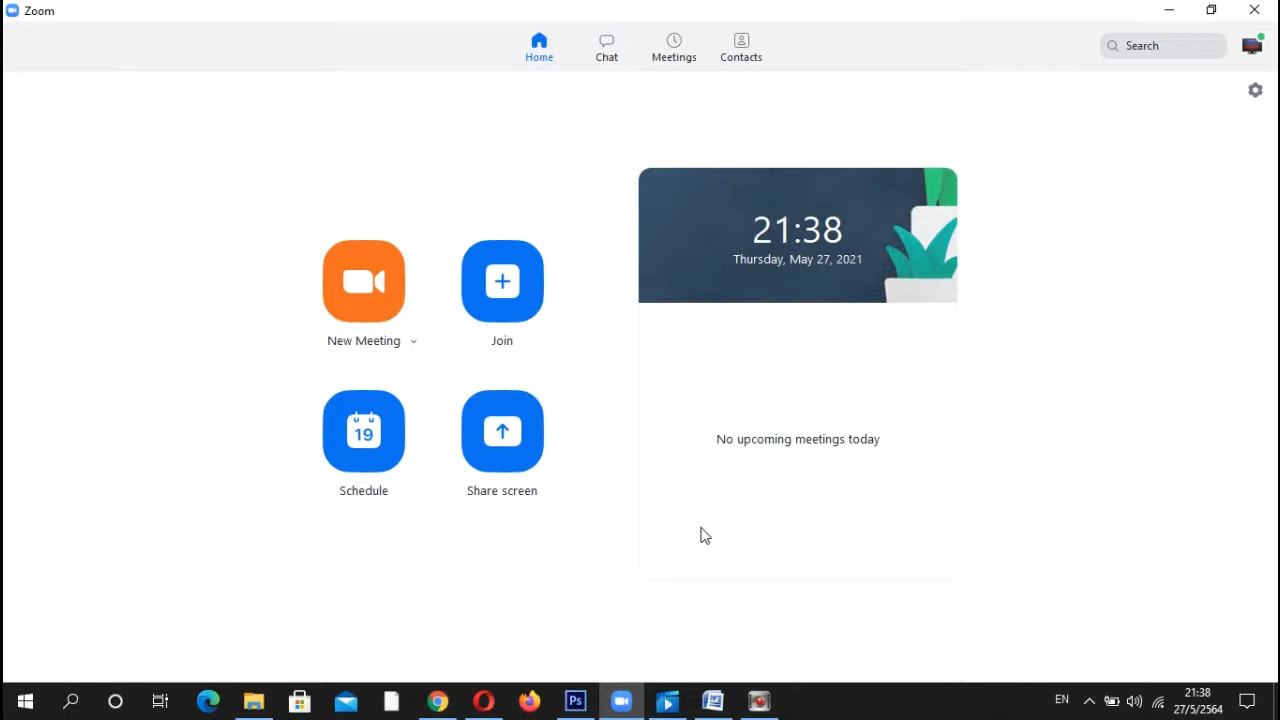 Zoom
Home
Chat
Meetings
Contacts
Search
21:38
Thursday, May 27, 2021
New Meeting
Join
19
Schedule
Share screen
No upcoming meetings today
Ps
EN
21:38
27/5/2564